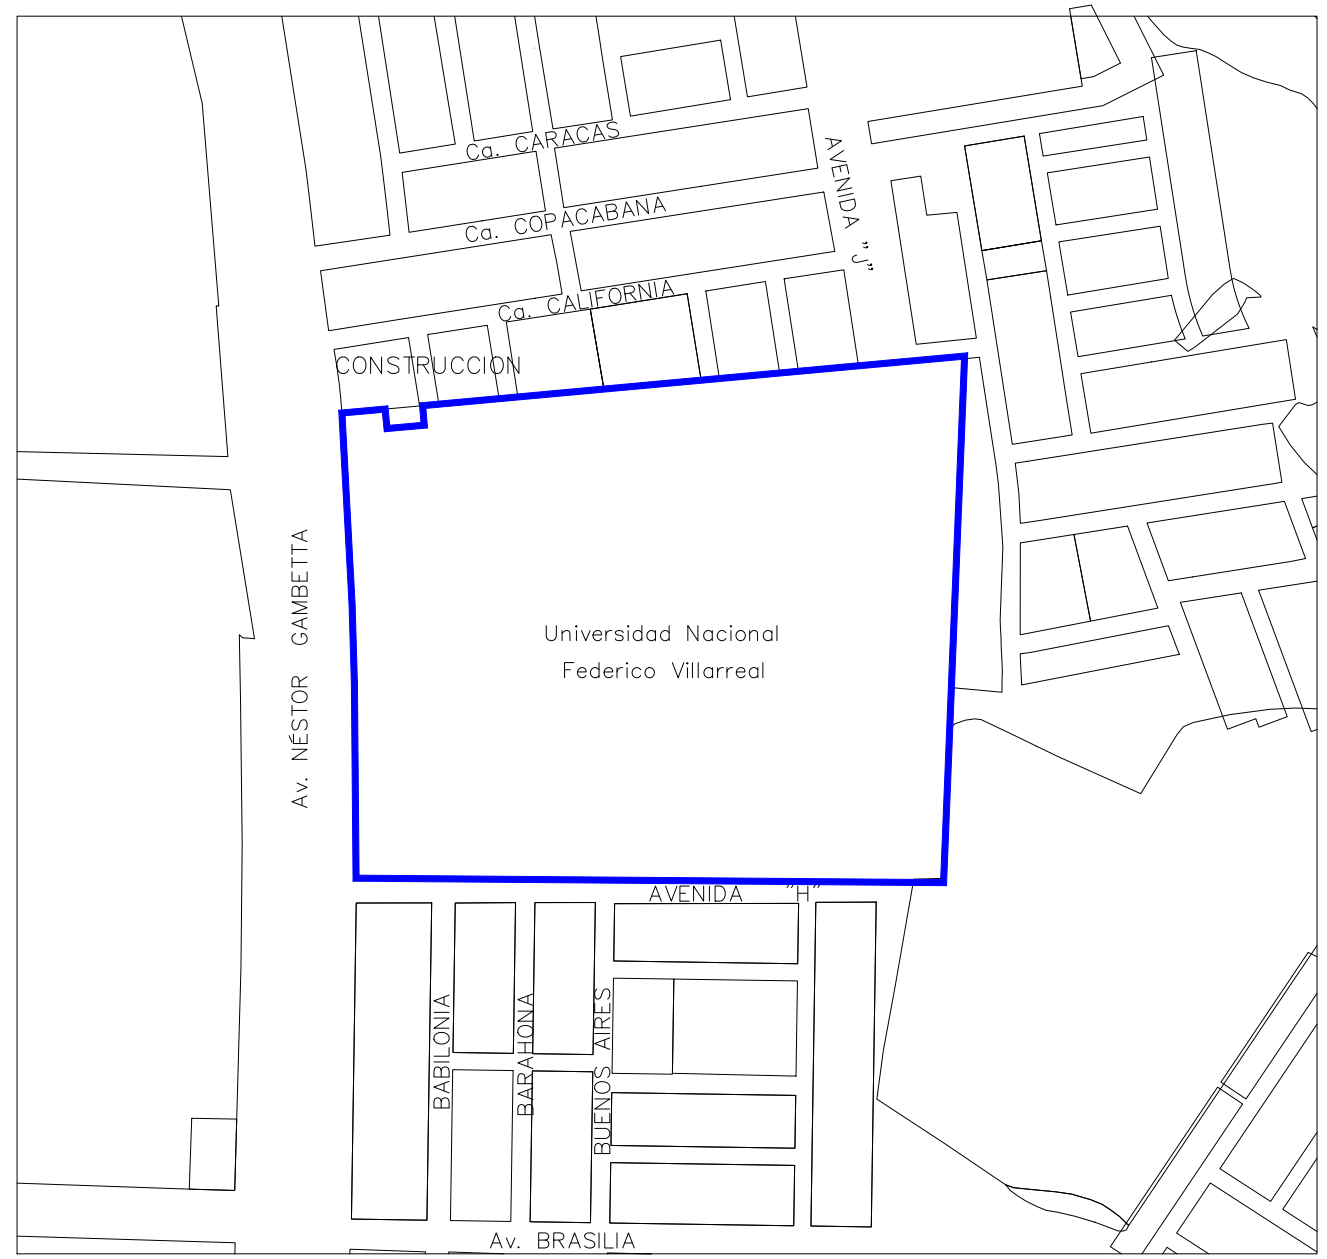 Ca. CARACAS
AVENIDA "J"
Ca. COPACABANA
Ca. CALIFORNIA
CONSTRUCCION
Av. NÉSTOR GAMBETTA
Universidad Nacional
Federico Villarreal
AVENIDA "H"
BABILONIA
BARAHONA
BUENOS AIRES
Av. BRASILIA